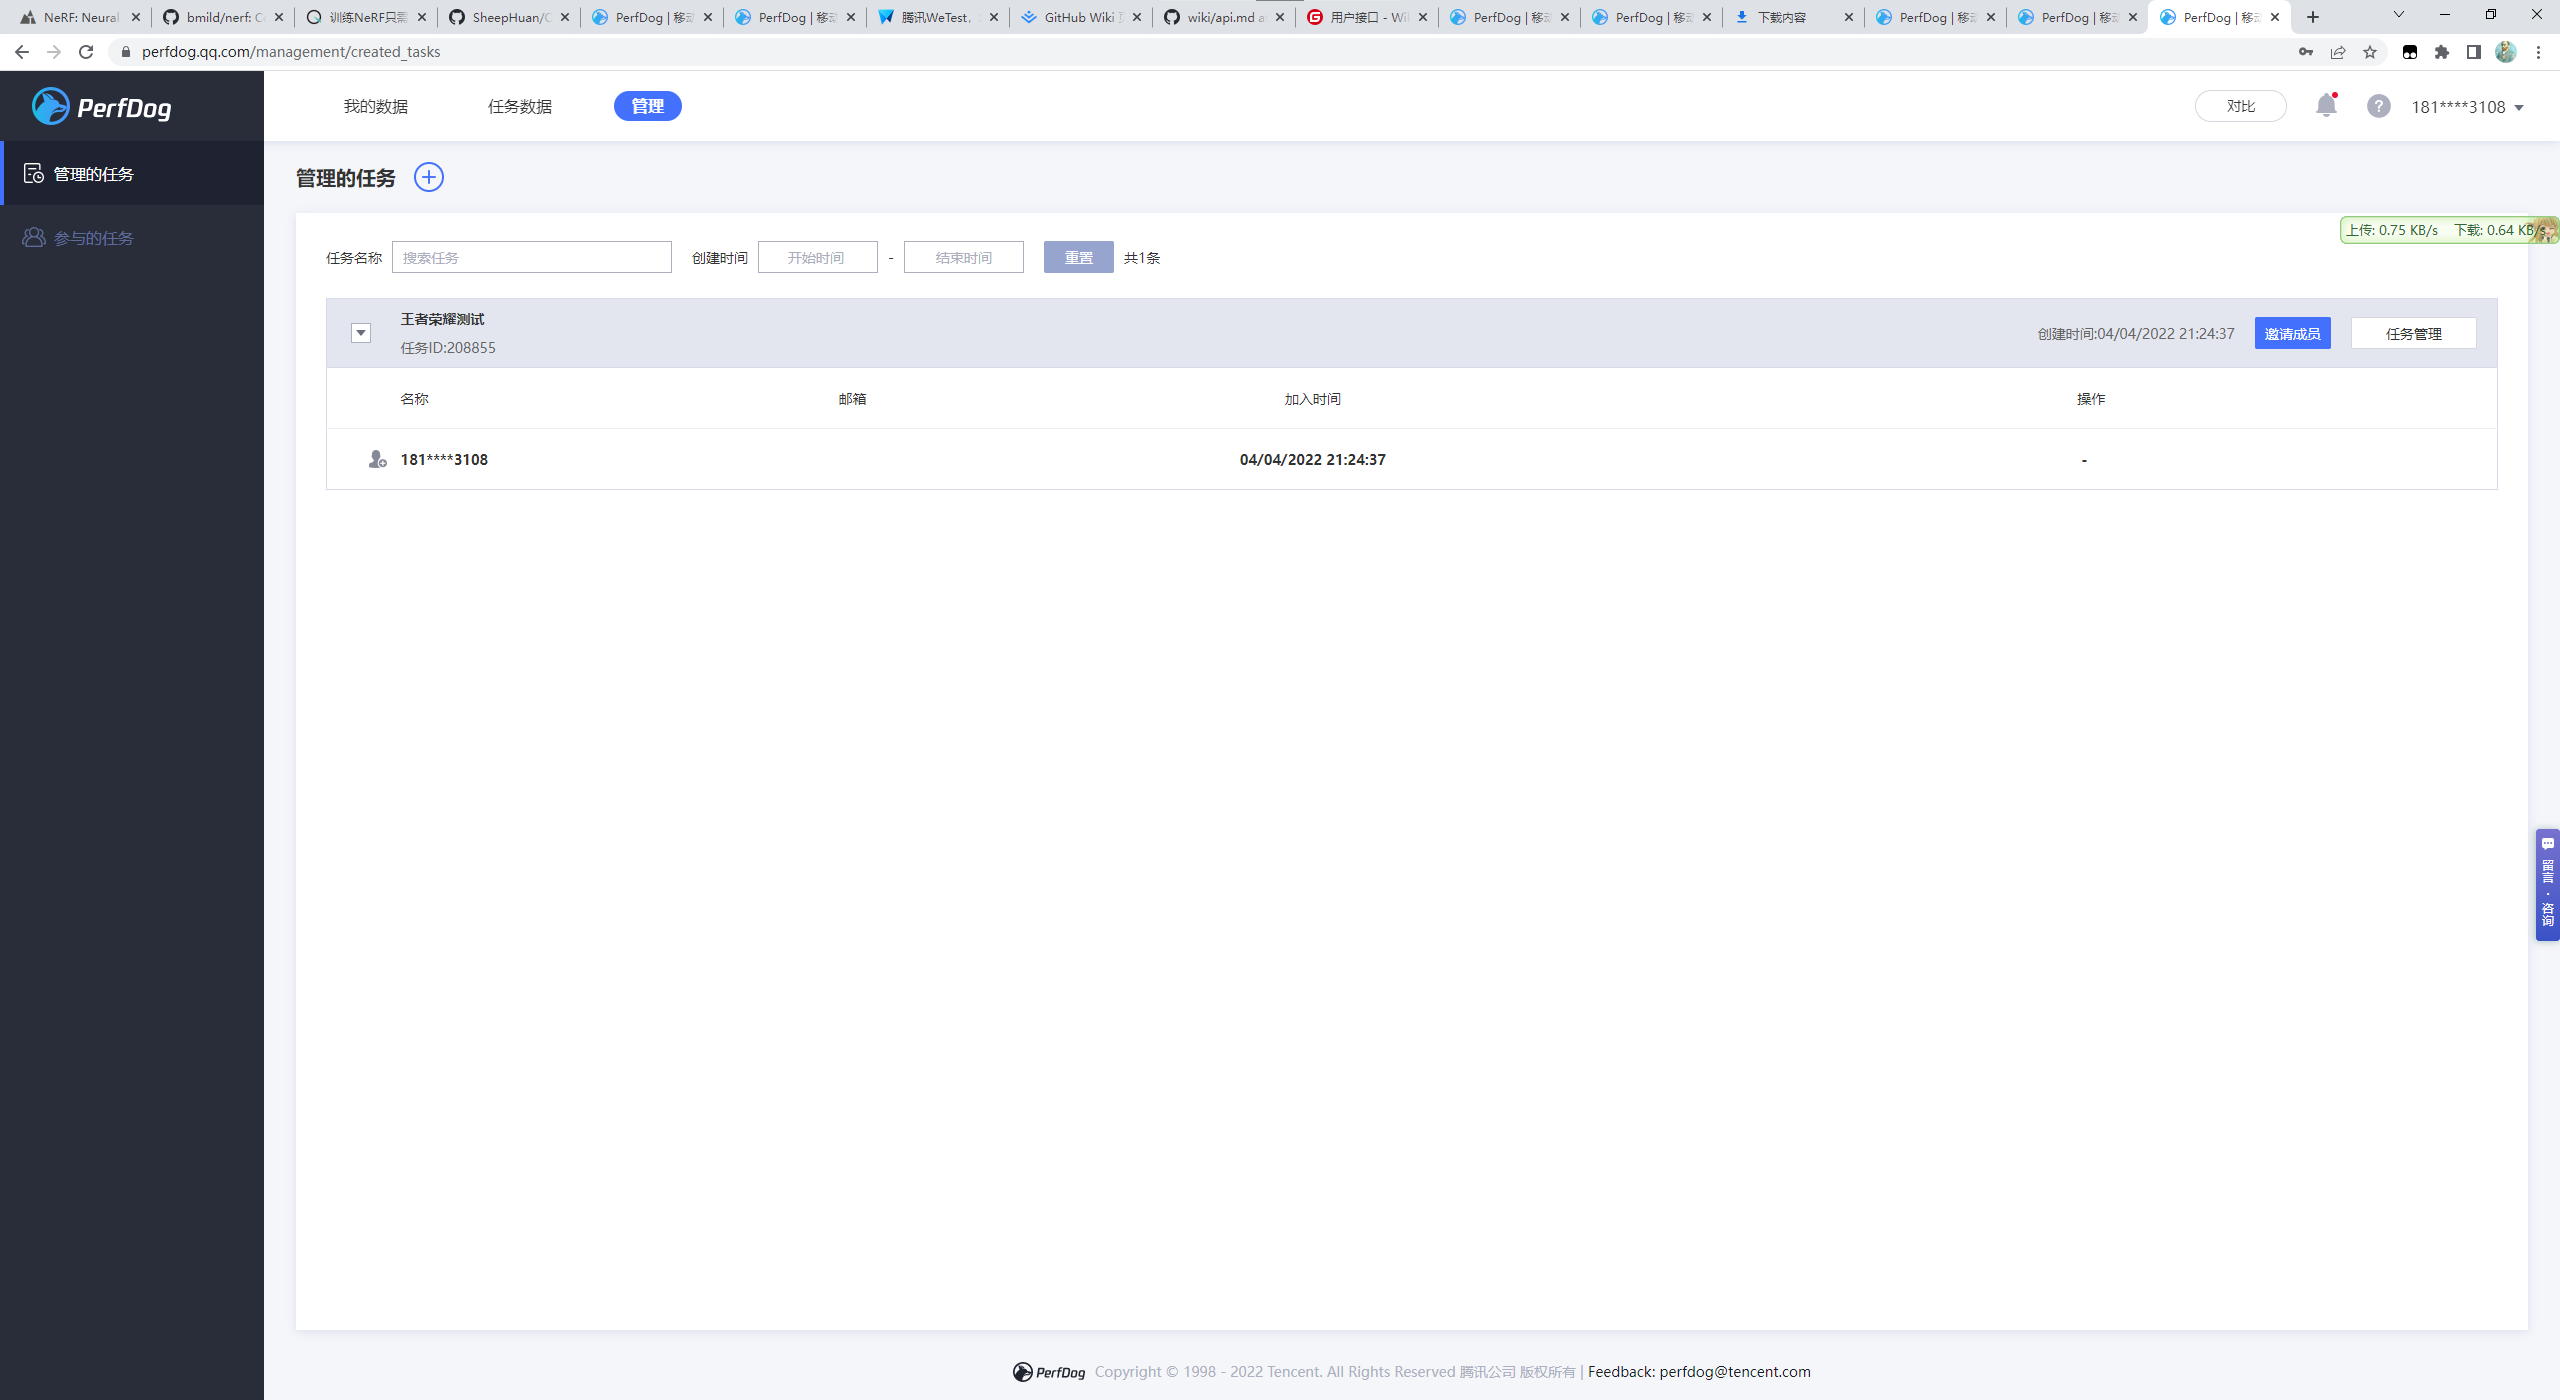 NeRF: Neural
bmild/nerf: C
训练NeRF只需
SheepHuan/C
PerfDog | 移动
PerfDog | 移动
腾讯WeTest,
GitHub Wiki
wiki/api.md a
用户接口 - Wi
PerfDog | 移动
PerfDog | 移动
下载内容
PerfDog | 移动
PerfDog | 移动
PerfDog | 移动
perfdog.qq.com/management/created_tasks
PerfDog
我的数据
任务数据
管理
对比
181****3108
管理的任务
参与的任务
管理的任务
上传: 0.75 KB/s 下载: 0.64 KB/s
任务名称 搜索任务 创建时间 开始时间 - 结束时间 重置 共1条
王者荣耀测试
任务ID:208855
创建时间:04/04/2022 21:24:37
邀请成员
任务管理
名称 邮箱 加入时间 操作
181****3108 04/04/2022 21:24:37 -
留言·咨询
PerfDog Copyright © 1998 - 2022 Tencent. All Rights Reserved 腾讯公司 版权所有 | Feedback: perfdog@tencent.com